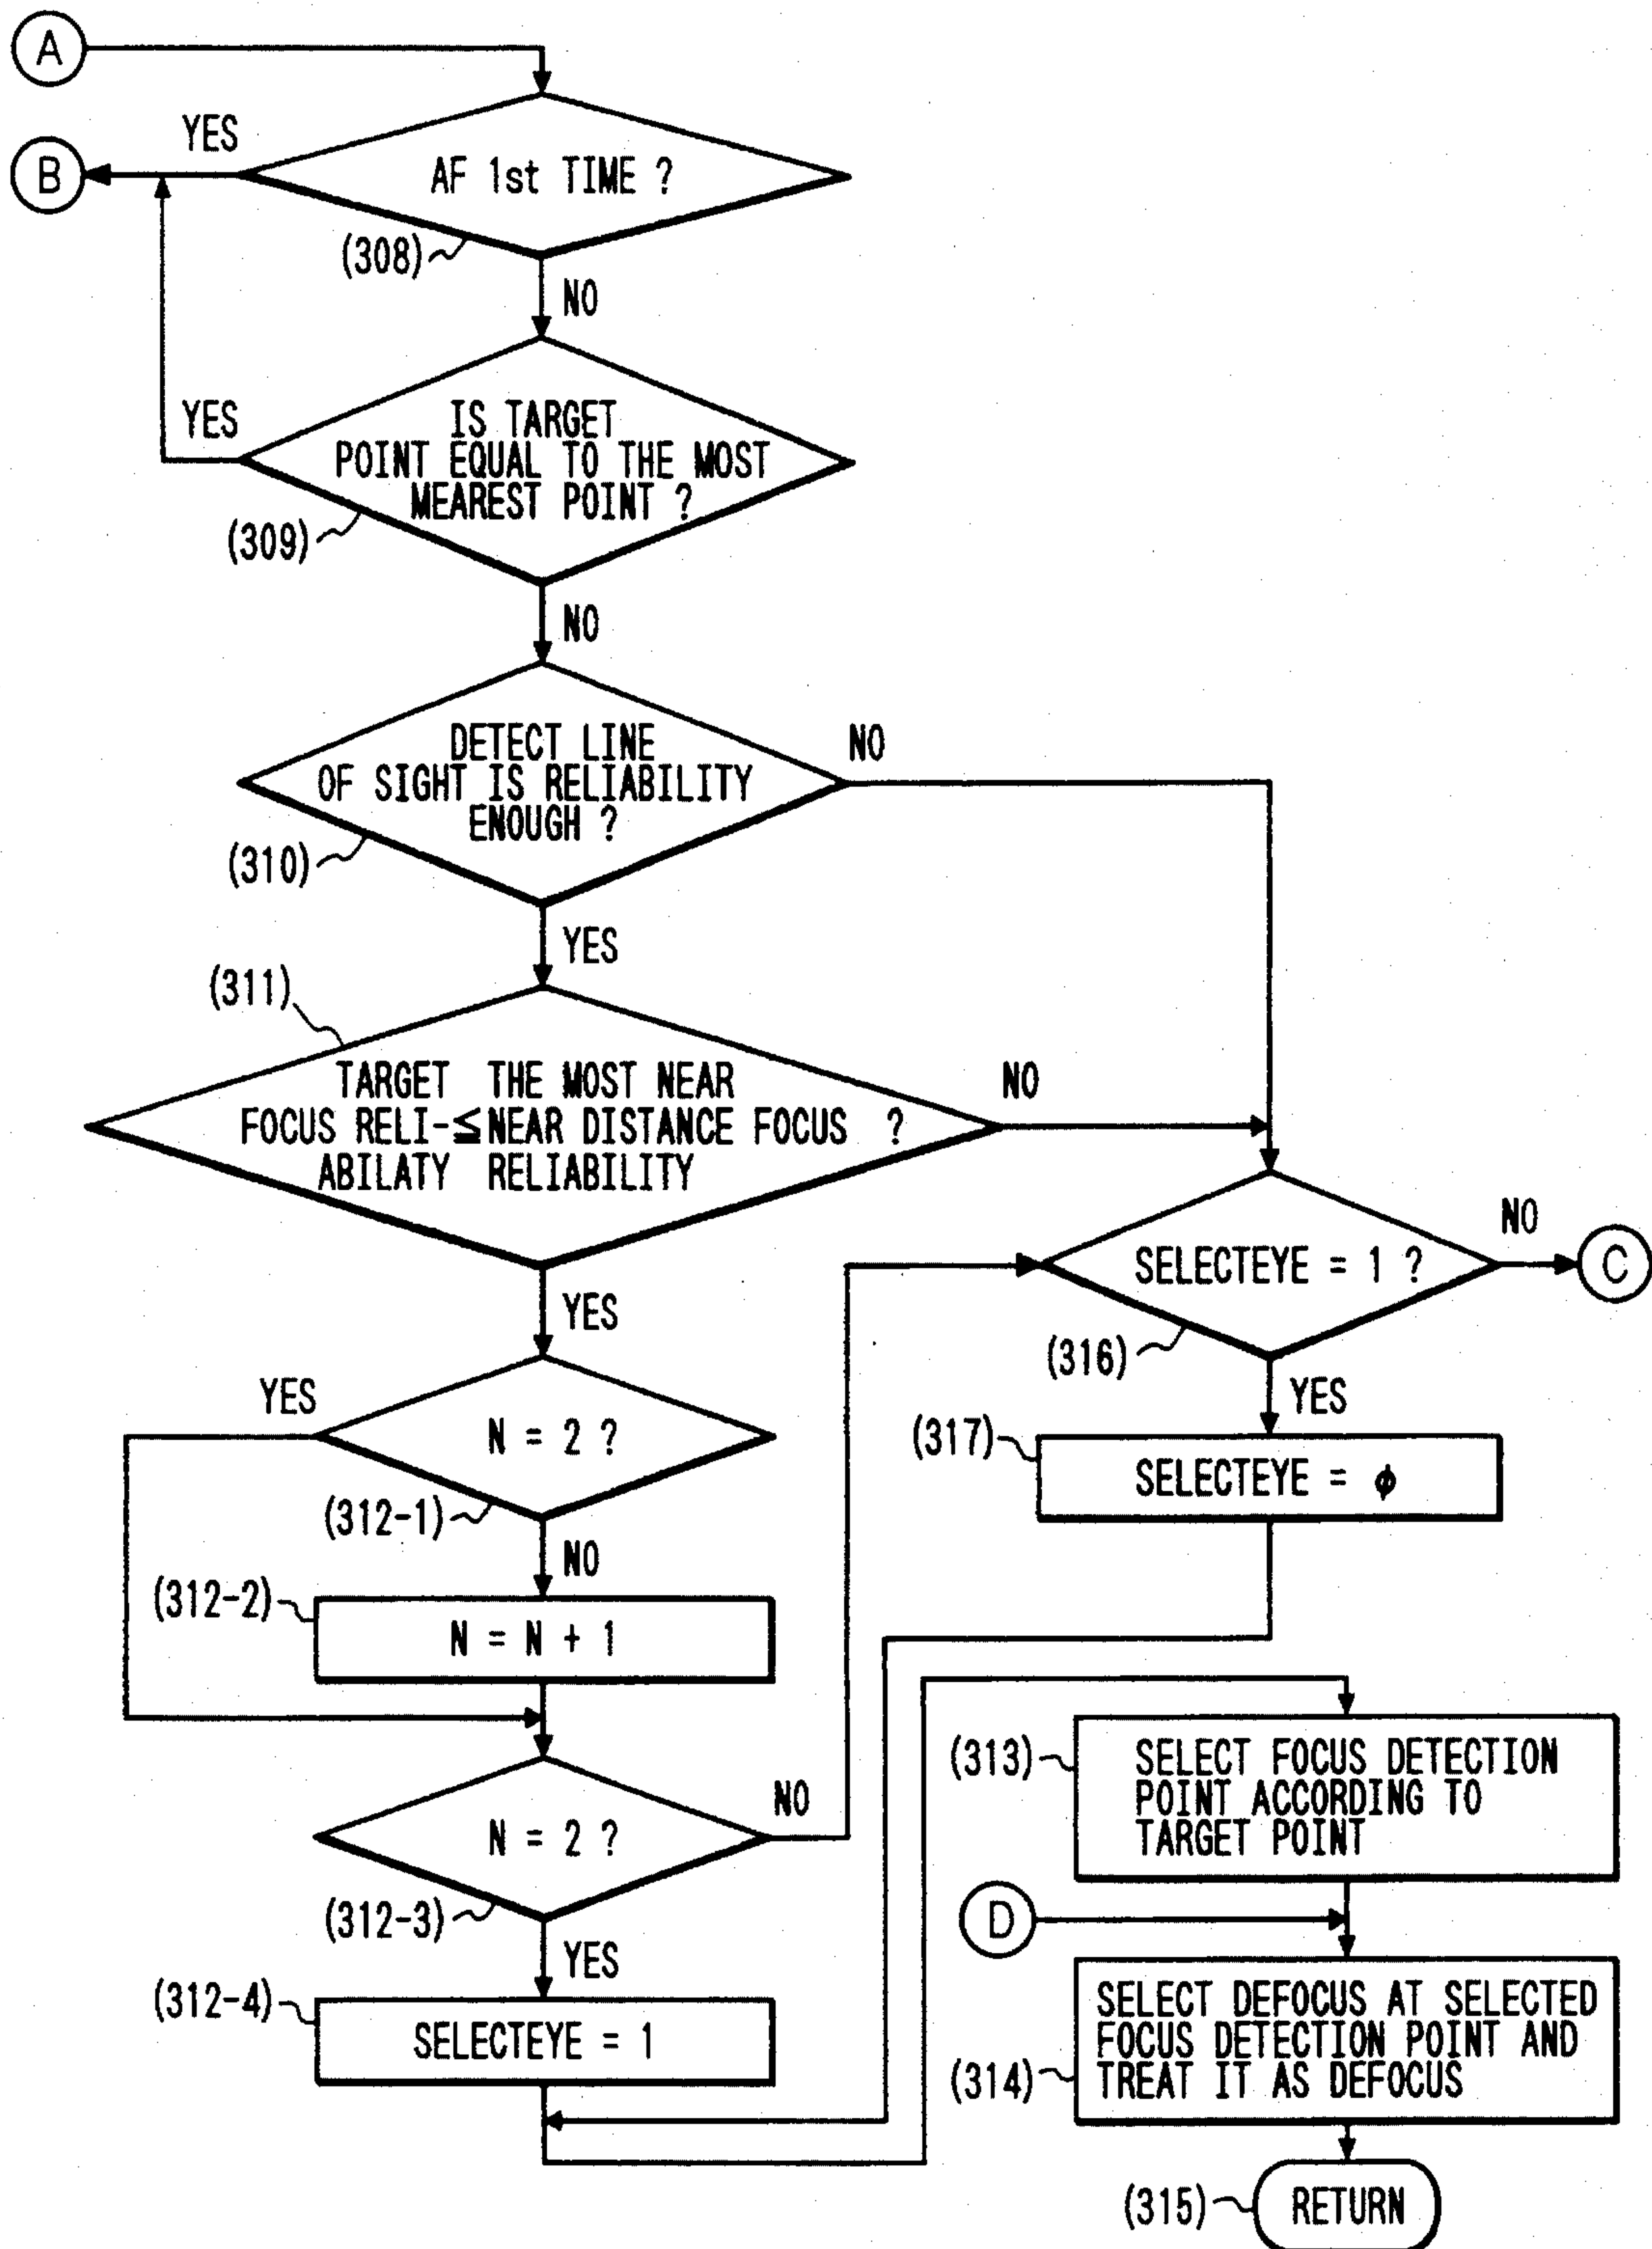 A
YES
B
AF 1st TIME ?
(308)
NO
YES
IS TARGET
POINT EQUAL TO THE MOST
MEAREST POINT ?
(309)
NO
DETECT LINE
OF SIGHT IS RELIABILITY
ENOUGH ?
NO
(310)
YES
(311)
TARGET THE MOST NEAR
FOCUS RELI-≦NEAR DISTANCE FOCUS ?
ABILATY RELIABILITY
NO
YES
SELECTEYE = 1 ?
NO
C
(316)
YES
(317)
SELECTEYE = ϕ
YES
N = 2 ?
(312-1)
NO
(312-2)
N = N + 1
N = 2 ?
NO
(312-3)
YES
(312-4)
SELECTEYE = 1
(313)
SELECT FOCUS DETECTION
POINT ACCORDING TO
TARGET POINT
D
SELECT DEFOCUS AT SELECTED
FOCUS DETECTION POINT AND
TREAT IT AS DEFOCUS
(314)
(315)
RETURN